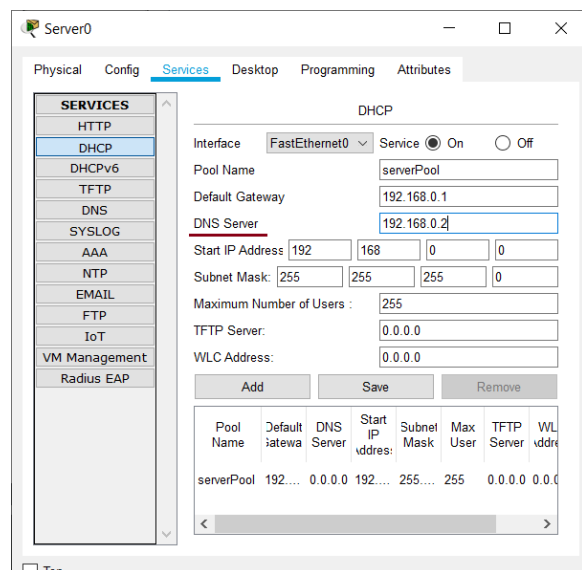 Server0
Physical Config Services Desktop Programming Attributes
SERVICES
HTTP
DHCP
DHCPv6
TFTP
DNS
SYSLOG
AAA
NTP
EMAIL
FTP
IoT
VM Management
Radius EAP
DHCP
Interface FastEthernet0 Service On Off
Pool Name serverPool
Default Gateway 192.168.0.1
DNS Server 192.168.0.2
Start IP Address 192 168 0 0
Subnet Mask: 255 255 255 0
Maximum Number of Users : 255
TFTP Server: 0.0.0.0
WLC Address: 0.0.0.0
Add Save Remove
Pool Name Default Gatewa DNS Server Start IP Addres Subnet Mask Max User TFTP Server WL Addre
serverPool 192.... 0.0.0.0 192.... 255.... 255 0.0.0.0 0.0.